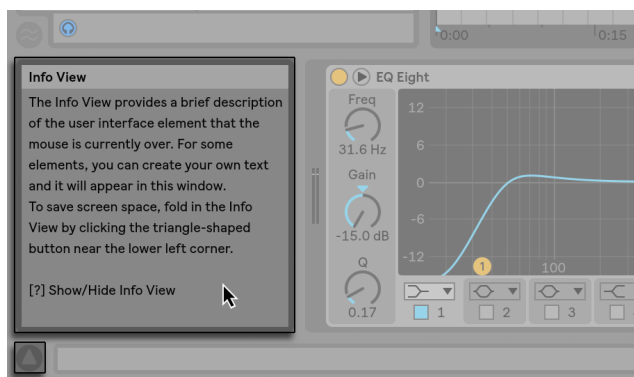 0:00
0:15
Info View
The Info View provides a brief description
of the user interface element that the
mouse is currently over. For some
elements, you can create your own text
and it will appear in this window.
To save screen space, fold in the Info
View by clicking the triangle-shaped
button near the lower left corner.
[?] Show/Hide Info View
EQ Eight
Freq
31.6 Hz
Gain
-15.0 dB
Q
0.17
12
6
0
-6
-12
1
100
1
2
3